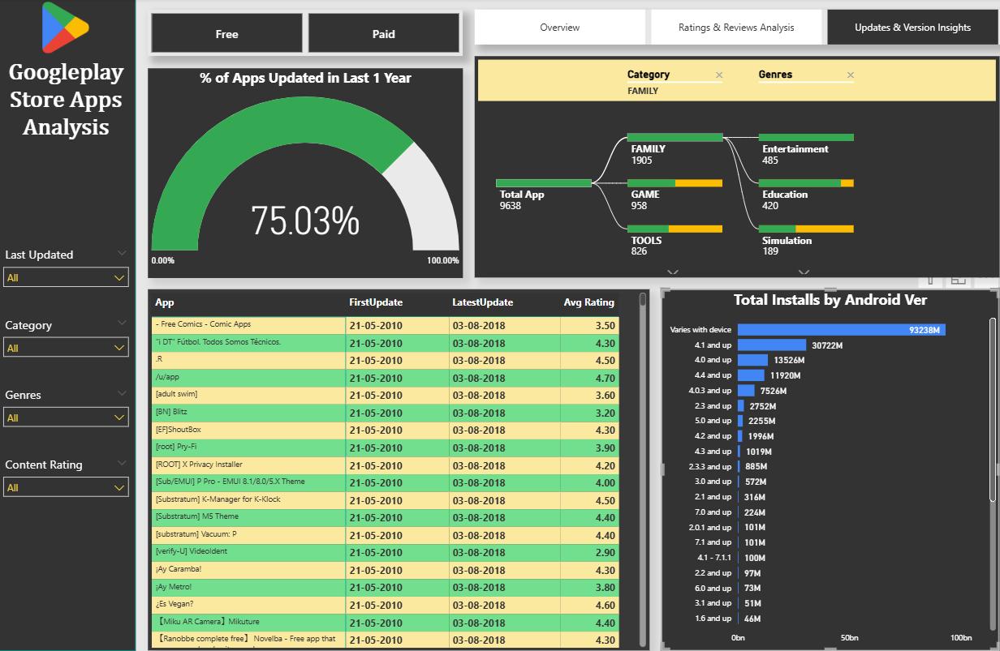 Googleplay
Store Apps
Analysis
Last Updated
All
Category
All
Genres
All
Content Rating
All
Free
Paid
Overview
Ratings & Reviews Analysis
Updates & Version Insights
% of Apps Updated in Last 1 Year
75.03%
0.00%
100.00%
Category
FAMILY
Genres
Total App
9638
FAMILY
1905
GAME
958
TOOLS
826
Entertainment
485
Education
420
Simulation
189
App FirstUpdate LatestUpdate Avg Rating
- Free Comics - Comic Apps 21-05-2010 03-08-2018 3.50
"i DT" Fútbol. Todos Somos Técnicos. 21-05-2010 03-08-2018 4.30
.R 21-05-2010 03-08-2018 4.50
/u/app 21-05-2010 03-08-2018 4.70
[adult swim] 21-05-2010 03-08-2018 3.60
[BN] Blitz 21-05-2010 03-08-2018 3.20
[EF]ShoutBox 21-05-2010 03-08-2018 4.30
[root] Pry-Fi 21-05-2010 03-08-2018 3.90
[ROOT] X Privacy Installer 21-05-2010 03-08-2018 4.20
[Sub/EMUI] P Pro - EMUI 8.1/8.0/5.X Theme 21-05-2010 03-08-2018 4.00
[Substratum] K-Manager for K-Klock 21-05-2010 03-08-2018 4.50
[Substratum] M5 Theme 21-05-2010 03-08-2018 4.40
[substratum] Vacuum: P 21-05-2010 03-08-2018 4.40
[verify-U] VideoIdent 21-05-2010 03-08-2018 2.90
¡Ay Caramba! 21-05-2010 03-08-2018 4.30
¡Ay Metro! 21-05-2010 03-08-2018 3.80
¿Es Vegan? 21-05-2010 03-08-2018 4.60
【Miku AR Camera】Mikuture 21-05-2010 03-08-2018 4.40
【Ranobbe complete free】 Novelba - Free app that 21-05-2010 03-08-2018 4.30
Total Installs by Android Ver
Varies with device 93238M
4.1 and up 30722M
4.0 and up 13526M
4.4 and up 11920M
4.0.3 and up 7526M
2.3 and up 2752M
5.0 and up 2255M
4.2 and up 1996M
4.3 and up 1019M
2.3.3 and up 885M
3.0 and up 572M
2.1 and up 316M
7.0 and up 224M
2.0.1 and up 101M
7.1 and up 101M
4.1 - 7.1.1 100M
2.2 and up 97M
6.0 and up 73M
3.1 and up 51M
1.6 and up 46M
0bn 50bn 100bn